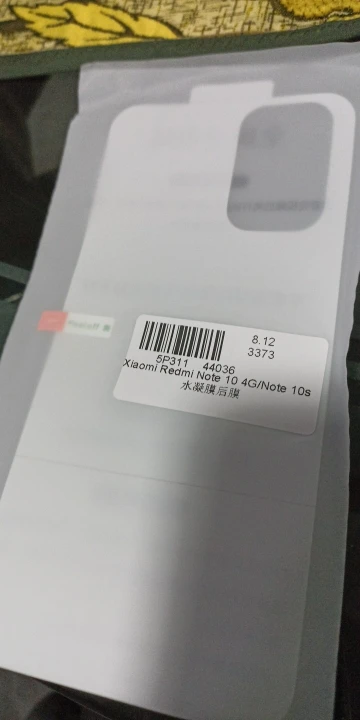 8.12
3373
5P311 44036
Xiaomi Redmi Note 10 4G/Note 10s
水凝膜后膜